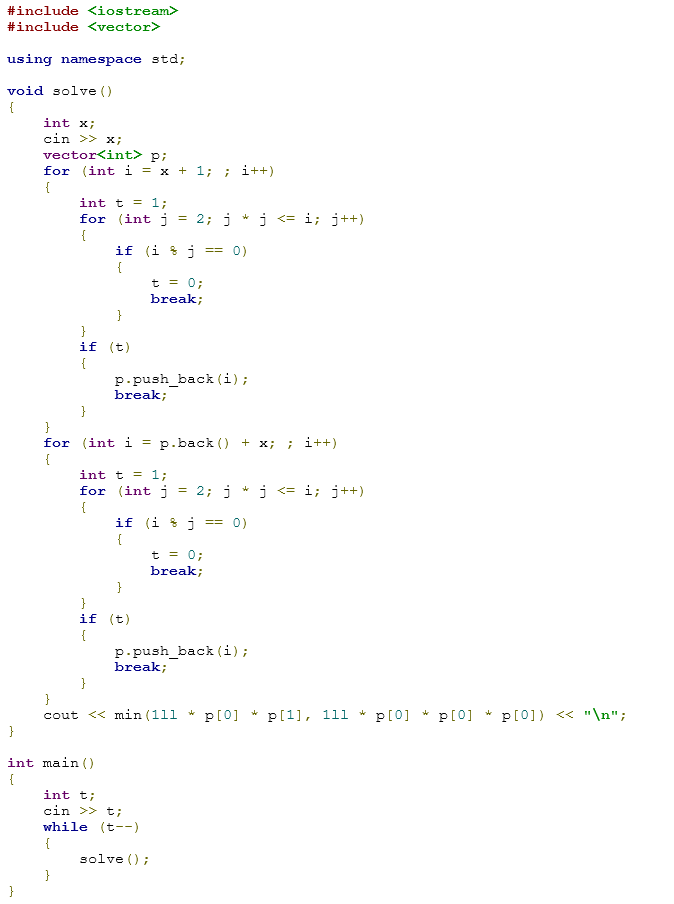 #include <iostream>
#include <vector>

using namespace std;

void solve()
{
    int x;
    cin >> x;
    vector<int> p;
    for (int i = x + 1; ; i++)
    {
        int t = 1;
        for (int j = 2; j * j <= i; j++)
        {
            if (i % j == 0)
            {
                t = 0;
                break;
            }
        }
        if (t)
        {
            p.push_back(i);
            break;
        }
    }
    for (int i = p.back() + x; ; i++)
    {
        int t = 1;
        for (int j = 2; j * j <= i; j++)
        {
            if (i % j == 0)
            {
                t = 0;
                break;
            }
        }
        if (t)
        {
            p.push_back(i);
            break;
        }
    }
    cout << min(1ll * p[0] * p[1], 1ll * p[0] * p[0] * p[0]) << "\n";
}

int main()
{
    int t;
    cin >> t;
    while (t--)
    {
        solve();
    }
}